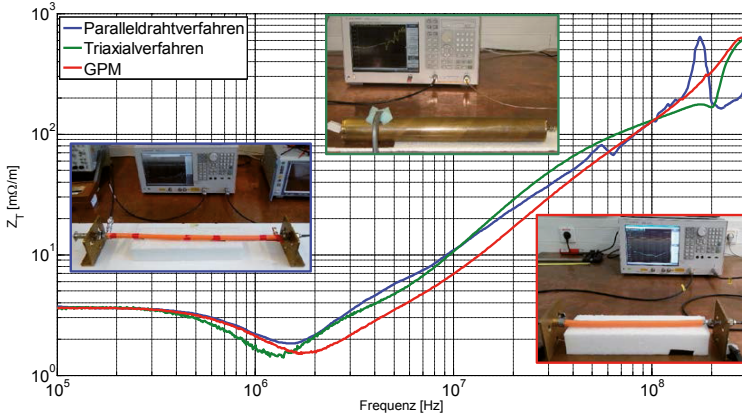 Paralleldrahtverfahren
Triaxialverfahren
GPM
10³
10²
10¹
10⁰
Z_T [mΩ/m]
10⁵
10⁶
10⁷
10⁸
Frequenz [Hz]